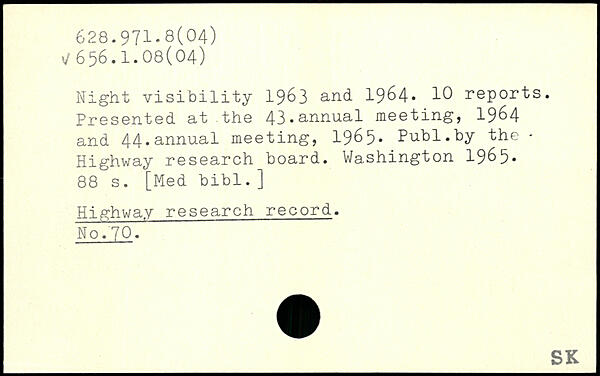 628.971.8(04)
√656.1.08(04)
Night visibility 1963 and 1964. 10 reports.
Presented at the 43.annual meeting, 1964
and 44.annual meeting, 1965. Publ.by the
Highway research board. Washington 1965.
88 s. [Med bibl.]
Highway research record.
No.70.
SK